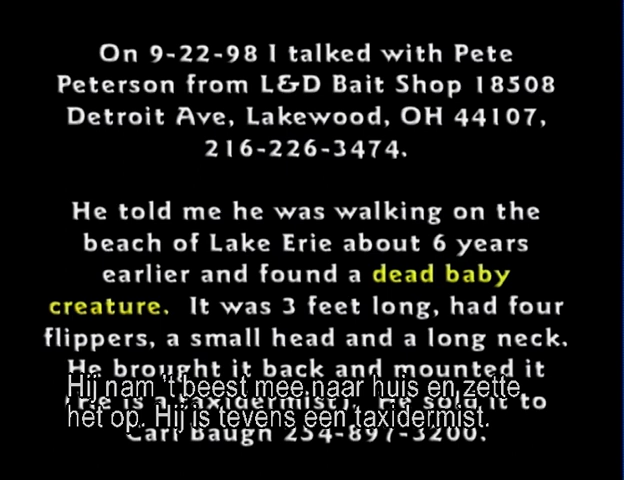 On 9-22-98 I talked with Pete
Peterson from L&D Bait Shop 18508
Detroit Ave, Lakewood, OH 44107,
216-226-3474.
He told me he was walking on the
beach of Lake Erie about 6 years
earlier and found a dead baby
creature. It was 3 feet long, had four
flippers, a small head and a long neck.
He brought it back and mounted it
Hij nam 't beest mee naar huis en zette
(He is a taxidermist). He sold it to
het op. Hij is tevens een taxidermist.
Carl Baugh 254-897-3200.